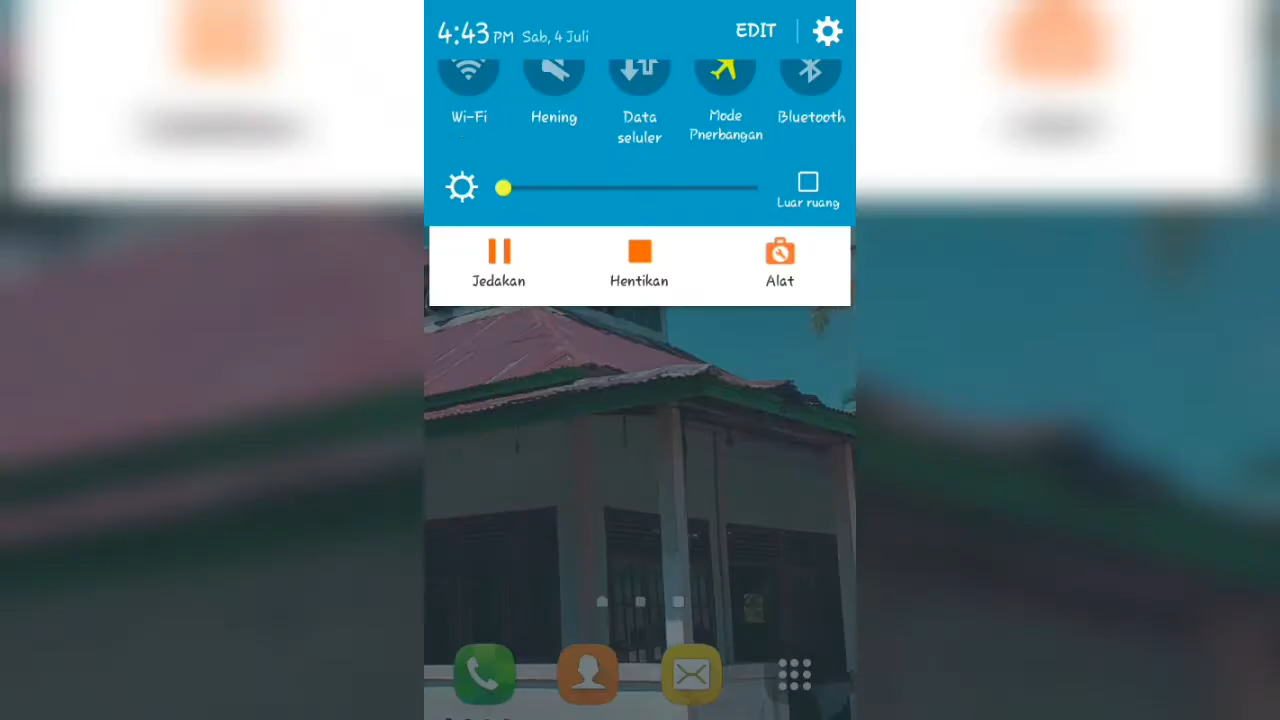 4:43 PM Sab, 4 Juli EDIT
Wi-Fi Hening Data seluler Mode Pnerbangan Bluetooth
Luar ruang
Jedakan Hentikan Alat